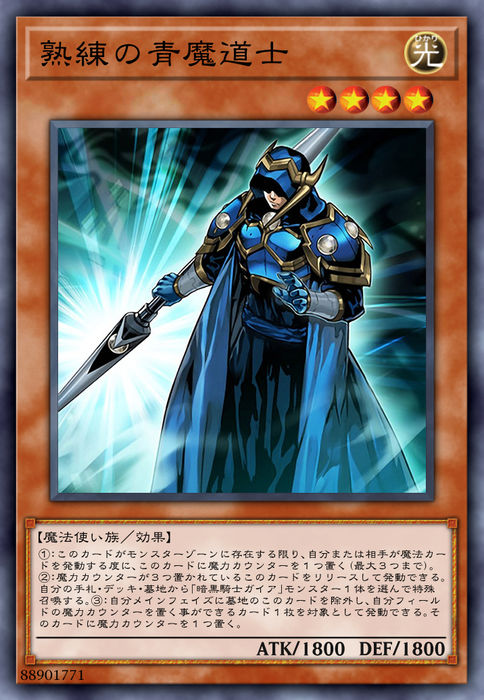 熟練の青魔道士
ひかり
光
【魔法使い族／効果】
①：このカードがモンスターゾーンに存在する限り、自分または相手が魔法カー
ドを発動する度に、このカードに魔力カウンターを１つ置く（最大３つまで）。
②：魔力カウンターが３つ置かれているこのカードをリリースして発動できる。
自分の手札・デッキ・墓地から「暗黒騎士ガイア」モンスター１体を選んで特殊
召喚する。③：自分メインフェイズに墓地のこのカードを除外し、自分フィール
ドの魔力カウンターを置く事ができるカード１枚を対象として発動できる。そ
のカードに魔力カウンターを１つ置く。
ATK/1800 DEF/1800
88901771